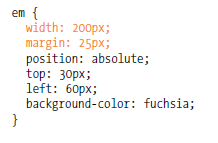 em {
width: 200px;
margin: 25px;
position: absolute;
top: 30px;
left: 60px;
background-color: fuchsia;
}